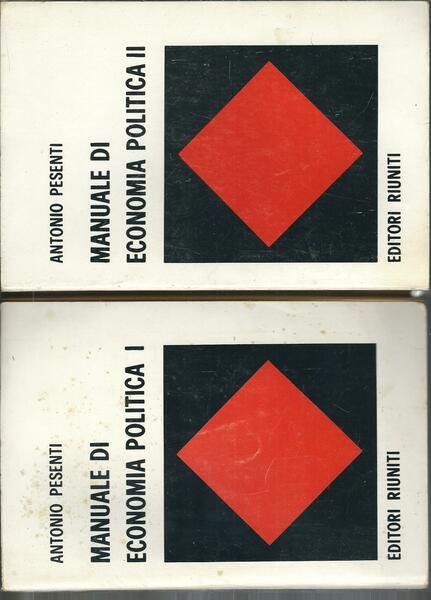 ANTONIO PESENTI
MANUALE DI
ECONOMIA POLITICA I
EDITORI RIUNITI
ANTONIO PESENTI
MANUALE DI
ECONOMIA POLITICA II
EDITORI RIUNITI